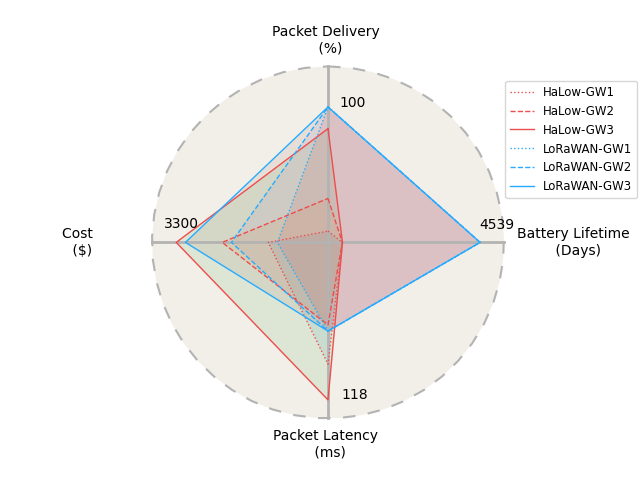 Packet Delivery
(%)
100
HaLow-GW1
HaLow-GW2
HaLow-GW3
LoRaWAN-GW1
LoRaWAN-GW2
LoRaWAN-GW3
3300
4539
Cost
($)
Battery Lifetime
(Days)
118
Packet Latency
(ms)